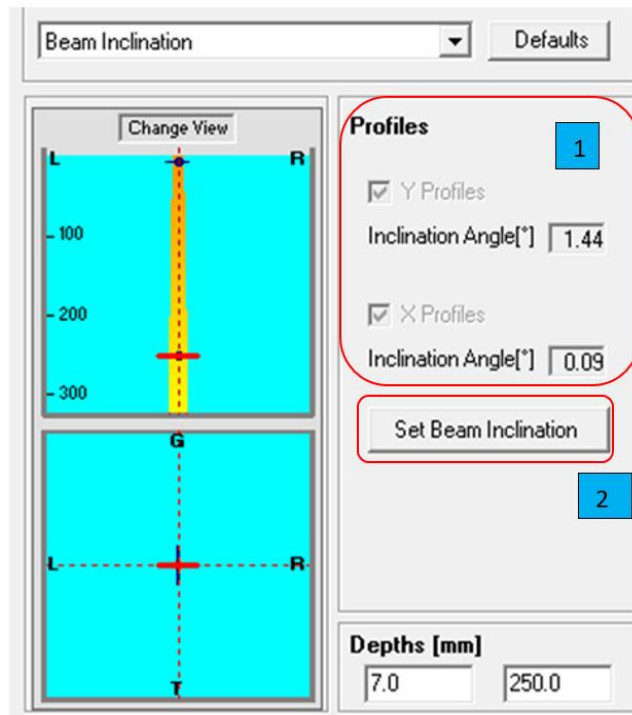 Beam Inclination
Defaults
Change View
L R
- 100
- 200
- 300
G
L R
T
Profiles
1
Y Profiles
Inclination Angle[°] 1.44
X Profiles
Inclination Angle[°] 0.09
Set Beam Inclination
2
Depths [mm]
7.0 250.0